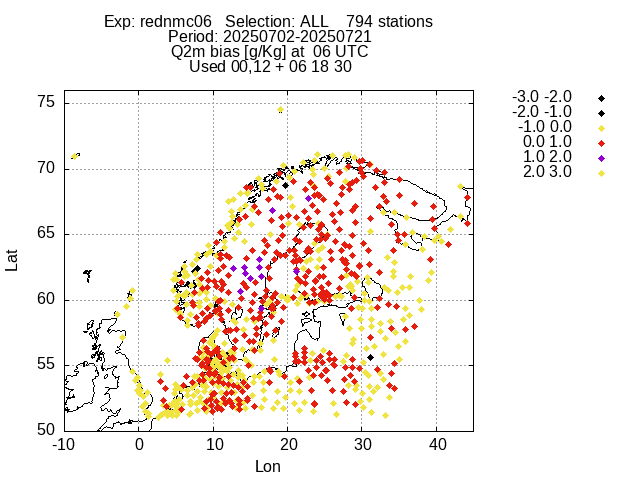 Exp: rednmc06 Selection: ALL 794 stations
Period: 20250702-20250721
Q2m bias [g/Kg] at 06 UTC
Used 00,12 + 06 18 30
-3.0 -2.0
-2.0 -1.0
-1.0 0.0
0.0 1.0
1.0 2.0
2.0 3.0
75
70
65
60
55
50
Lat
-10 0 10 20 30 40
Lon